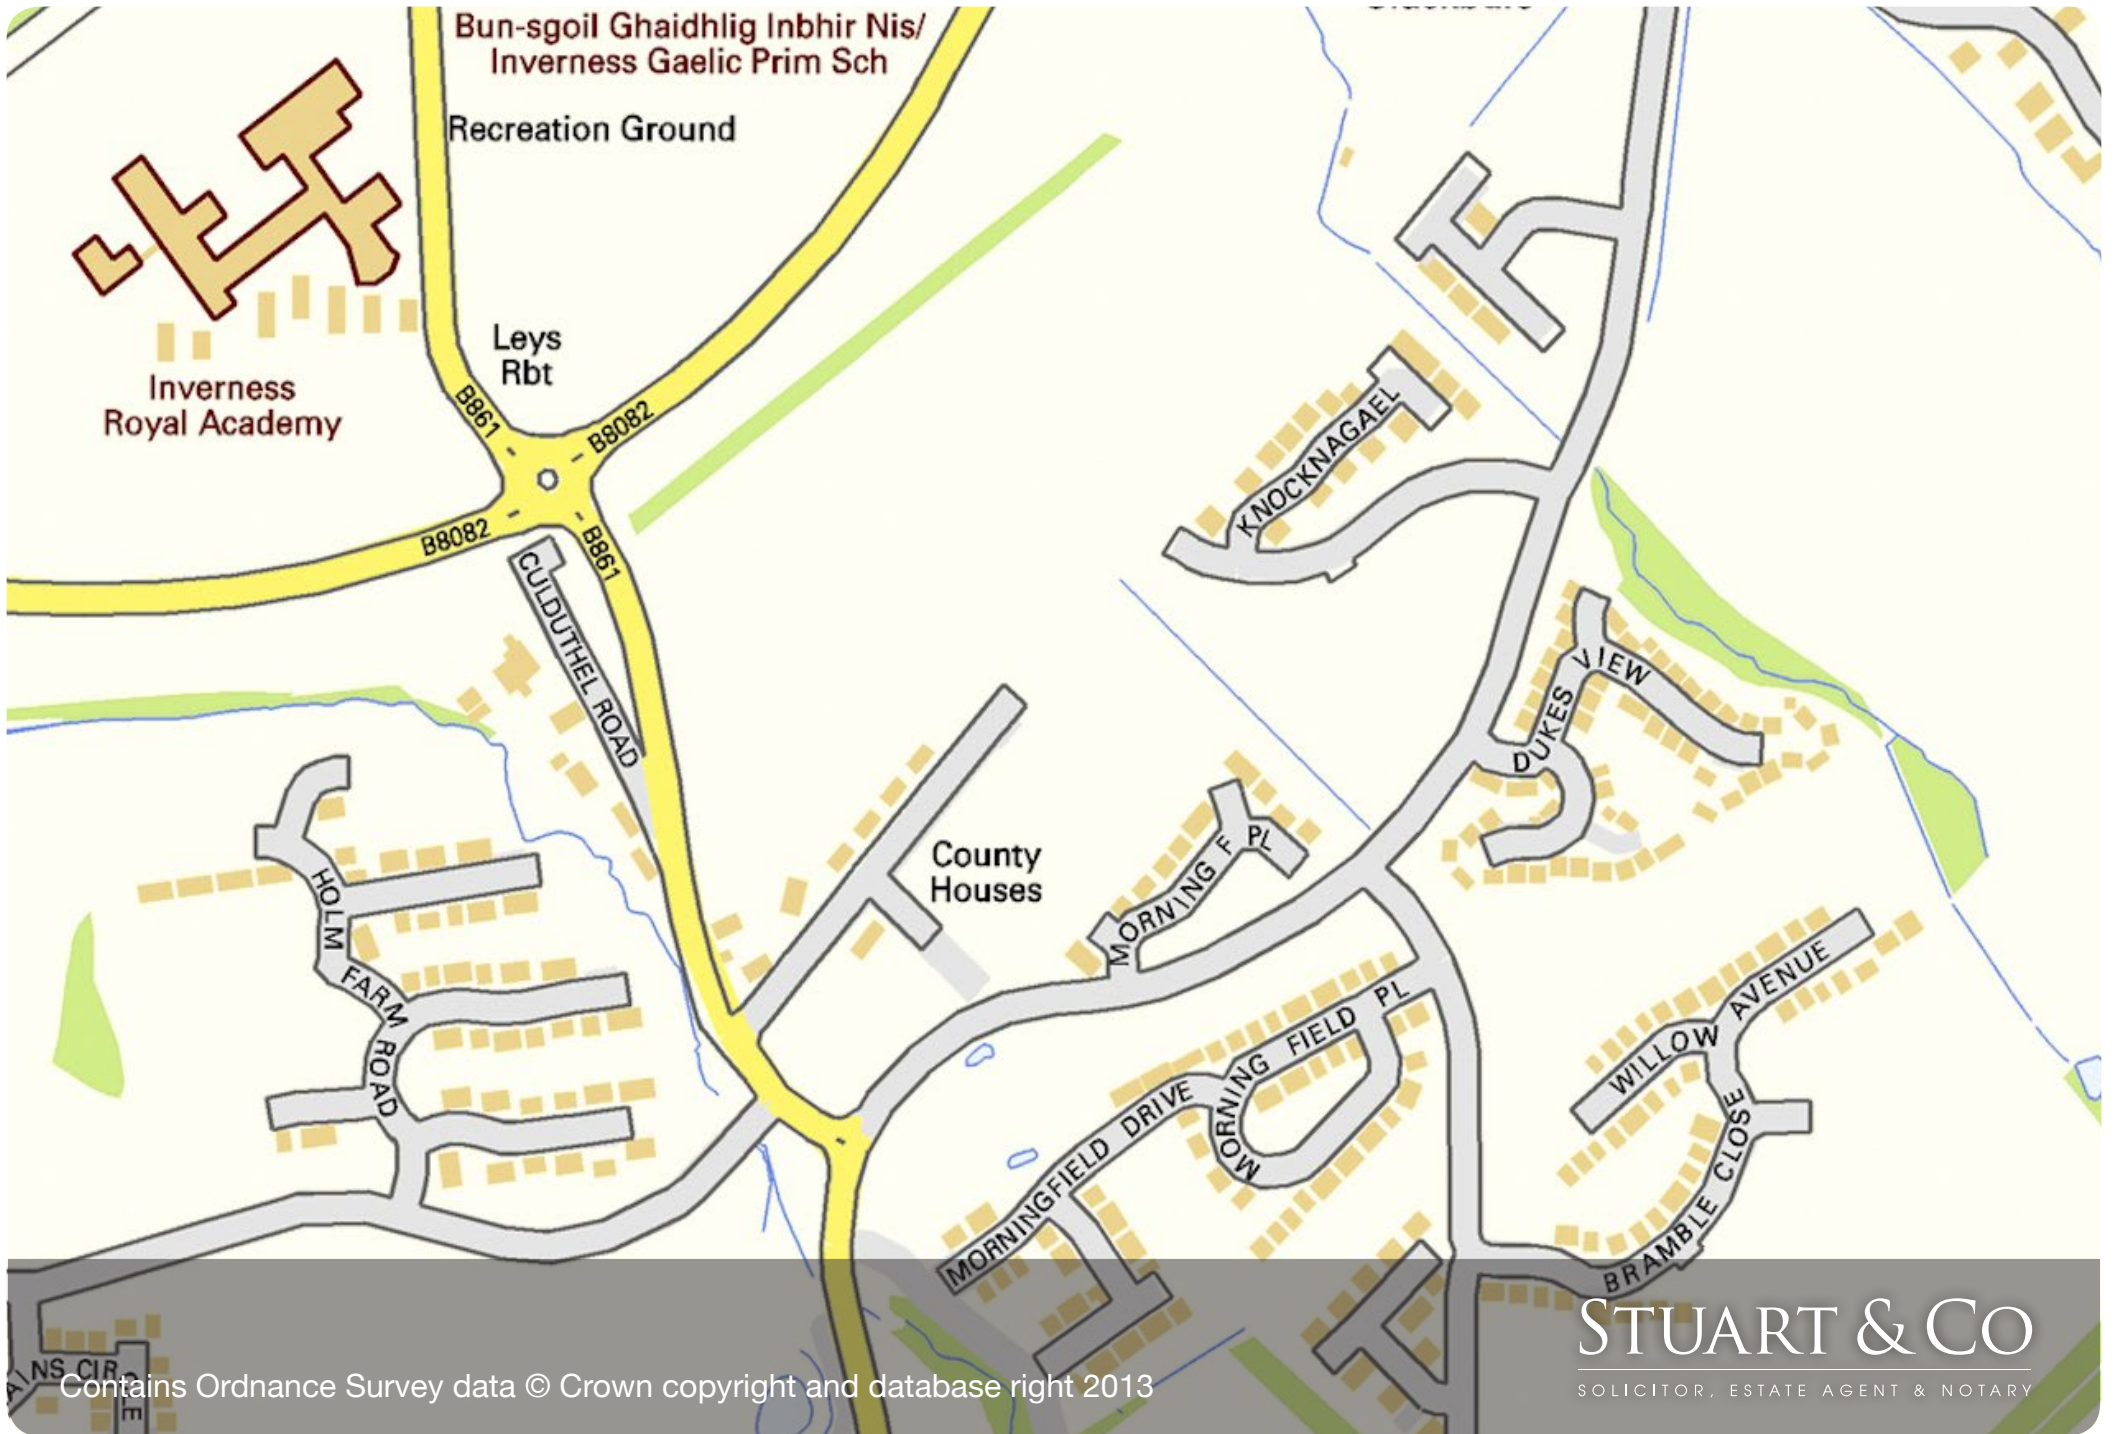 Bun-sgoil Ghaidhlig Inbhir Nis/
Inverness Gaelic Prim Sch
Recreation Ground
Leys
Rbt
Inverness
Royal Academy
B861
B8082
B8082
B861
CULDUTHEL ROAD
KNOCKNAGAEL
DUKES VIEW
County
Houses
MORNING F PL
HOLM FARM ROAD
MORNING FIELD PL
MORNING
MORNINGFIELD DRIVE
WILLOW AVENUE
BRAMBLE CLOSE
AINS CIRCLE
Contains Ordnance Survey data © Crown copyright and database right 2013
STUART & CO
SOLICITOR, ESTATE AGENT & NOTARY